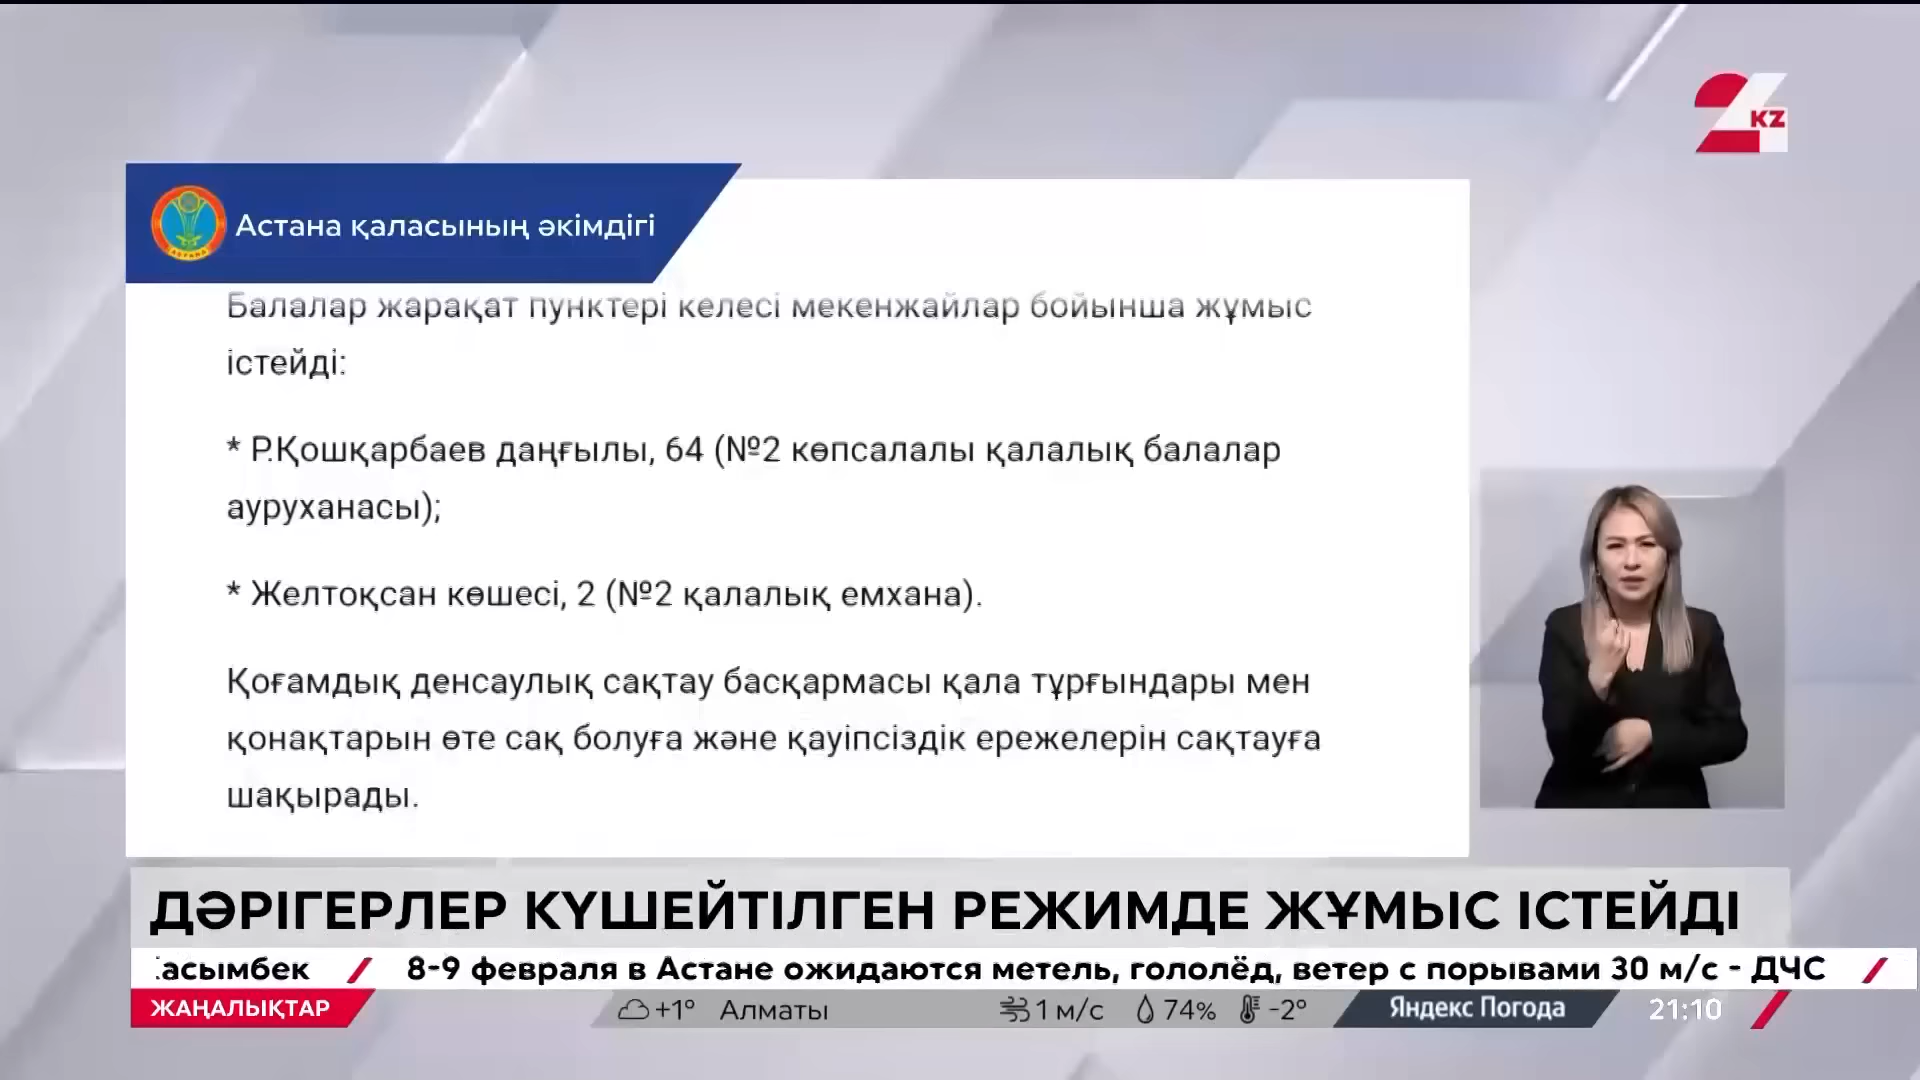 24 KZ
Астана қаласының әкімдігі
Балалар жарақат пунктері келесі мекенжайлар бойынша жұмыс
істейді:
* Р.Қошқарбаев даңғылы, 64 (№2 көпсалалы қалалық балалар
ауруханасы);
* Желтоқсан көшесі, 2 (№2 қалалық емхана).
Қоғамдық денсаулық сақтау басқармасы қала тұрғындары мен
қонақтарын өте сақ болуға және қауіпсіздік ережелерін сақтауға
шақырады.
ДӘРІГЕРЛЕР КҮШЕЙТІЛГЕН РЕЖИМДЕ ЖҰМЫС ІСТЕЙДІ
асымбек / 8-9 февраля в Астане ожидаются метель, гололёд, ветер с порывами 30 м/с - ДЧС /
ЖАҢАЛЫҚТАР +1° Алматы 1 м/с 74% -2° Яндекс Погода 21:10